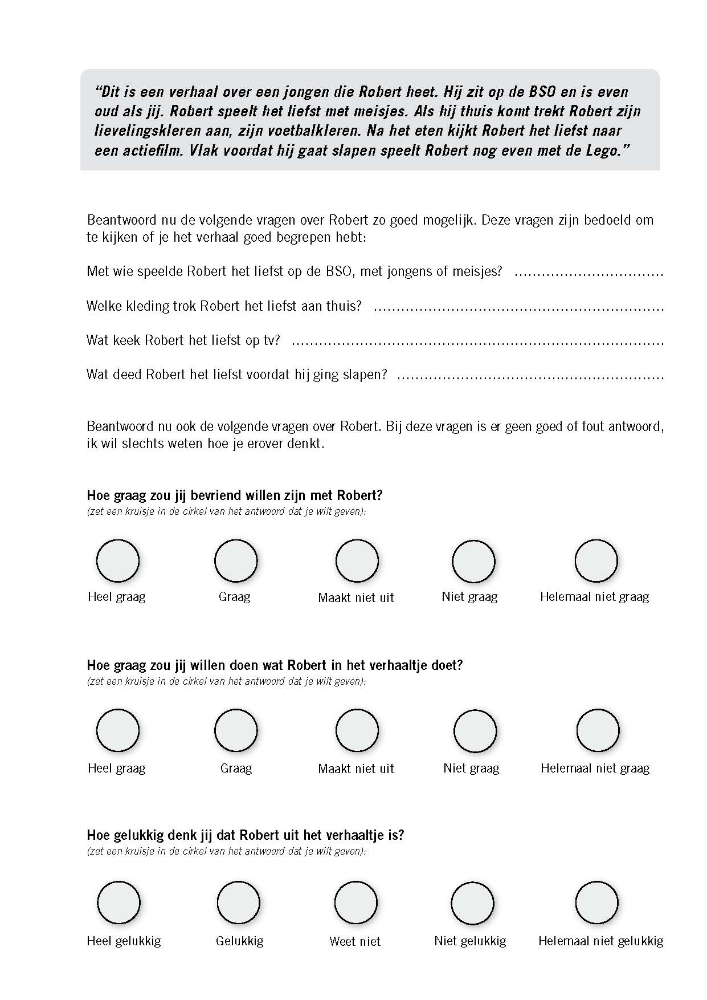 “Dit is een verhaal over een jongen die Robert heet. Hij zit op de BSO en is even
oud als jij. Robert speelt het liefst met meisjes. Als hij thuis komt trekt Robert zijn
lievelingskleren aan, zijn voetbalkleren. Na het eten kijkt Robert het liefst naar
een actiefilm. Vlak voordat hij gaat slapen speelt Robert nog even met de Lego.”
Beantwoord nu de volgende vragen over Robert zo goed mogelijk. Deze vragen zijn bedoeld om
te kijken of je het verhaal goed begrepen hebt:
Met wie speelde Robert het liefst op de BSO, met jongens of meisjes? .................................
Welke kleding trok Robert het liefst aan thuis? ................................................................
Wat keek Robert het liefst op tv? ..................................................................................
Wat deed Robert het liefst voordat hij ging slapen? ...........................................................
Beantwoord nu ook de volgende vragen over Robert. Bij deze vragen is er geen goed of fout antwoord,
ik wil slechts weten hoe je erover denkt.
Hoe graag zou jij bevriend willen zijn met Robert?
(zet een kruisje in de cirkel van het antwoord dat je wilt geven):
Heel graag Graag Maakt niet uit Niet graag Helemaal niet graag
Hoe graag zou jij willen doen wat Robert in het verhaaltje doet?
(zet een kruisje in de cirkel van het antwoord dat je wilt geven):
Heel graag Graag Maakt niet uit Niet graag Helemaal niet graag
Hoe gelukkig denk jij dat Robert uit het verhaaltje is?
(zet een kruisje in de cirkel van het antwoord dat je wilt geven):
Heel gelukkig Gelukkig Weet niet Niet gelukkig Helemaal niet gelukkig